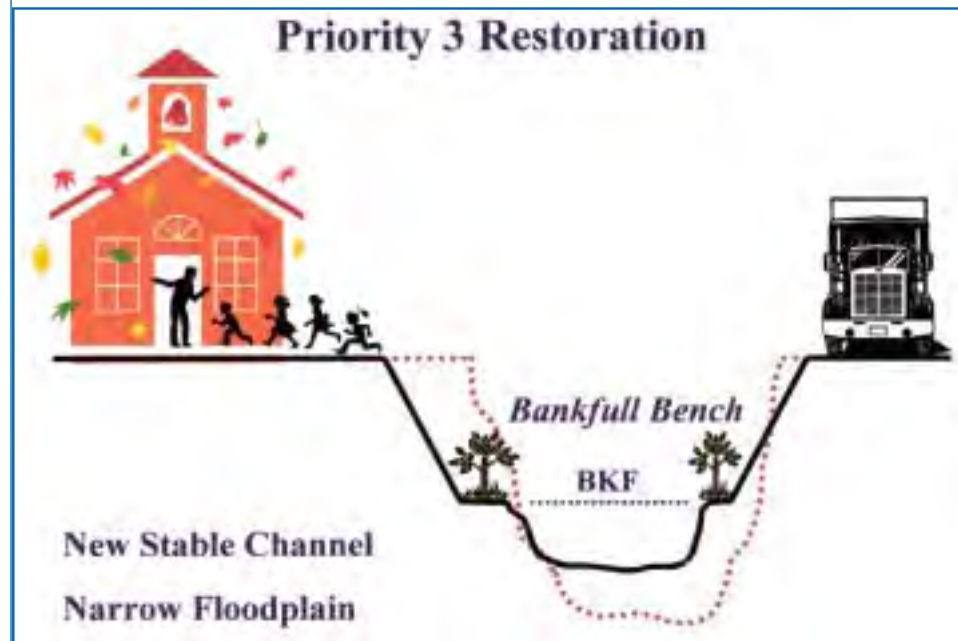 Priority 3 Restoration
Bankfull Bench
BKF
New Stable Channel
Narrow Floodplain